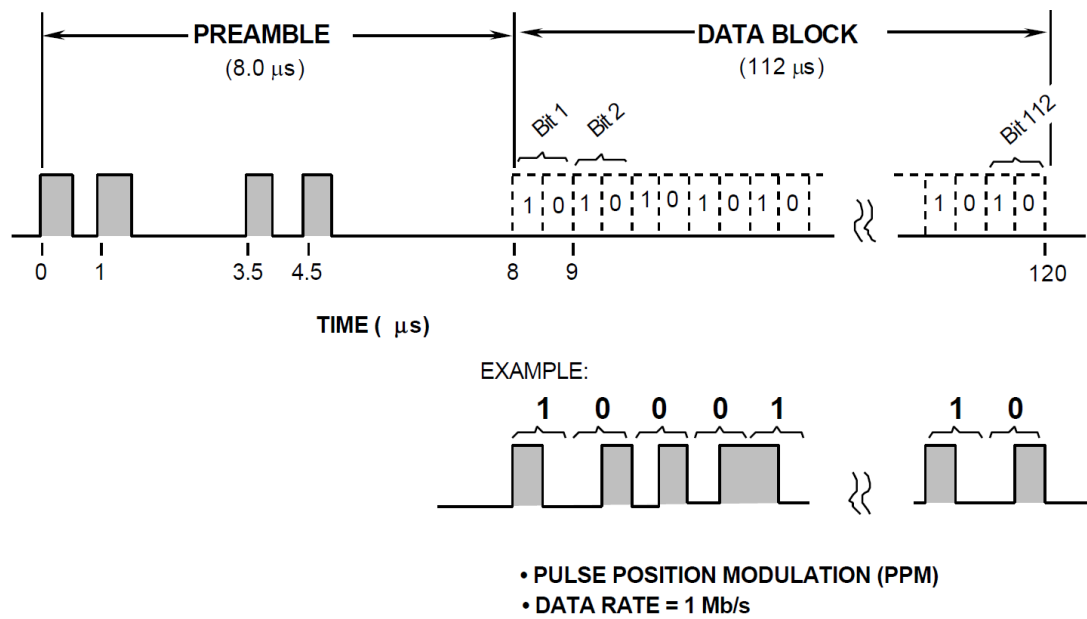 PREAMBLE
(8.0 μs)
DATA BLOCK
(112 μs)
Bit 1
Bit 2
Bit 112
1 0 1 0 1 0 1 0 1 0
1 0 1 0
0 1 3.5 4.5 8 9 120
TIME ( μs)
EXAMPLE:
1 0 0 0 1 1 0
• PULSE POSITION MODULATION (PPM)
• DATA RATE = 1 Mb/s